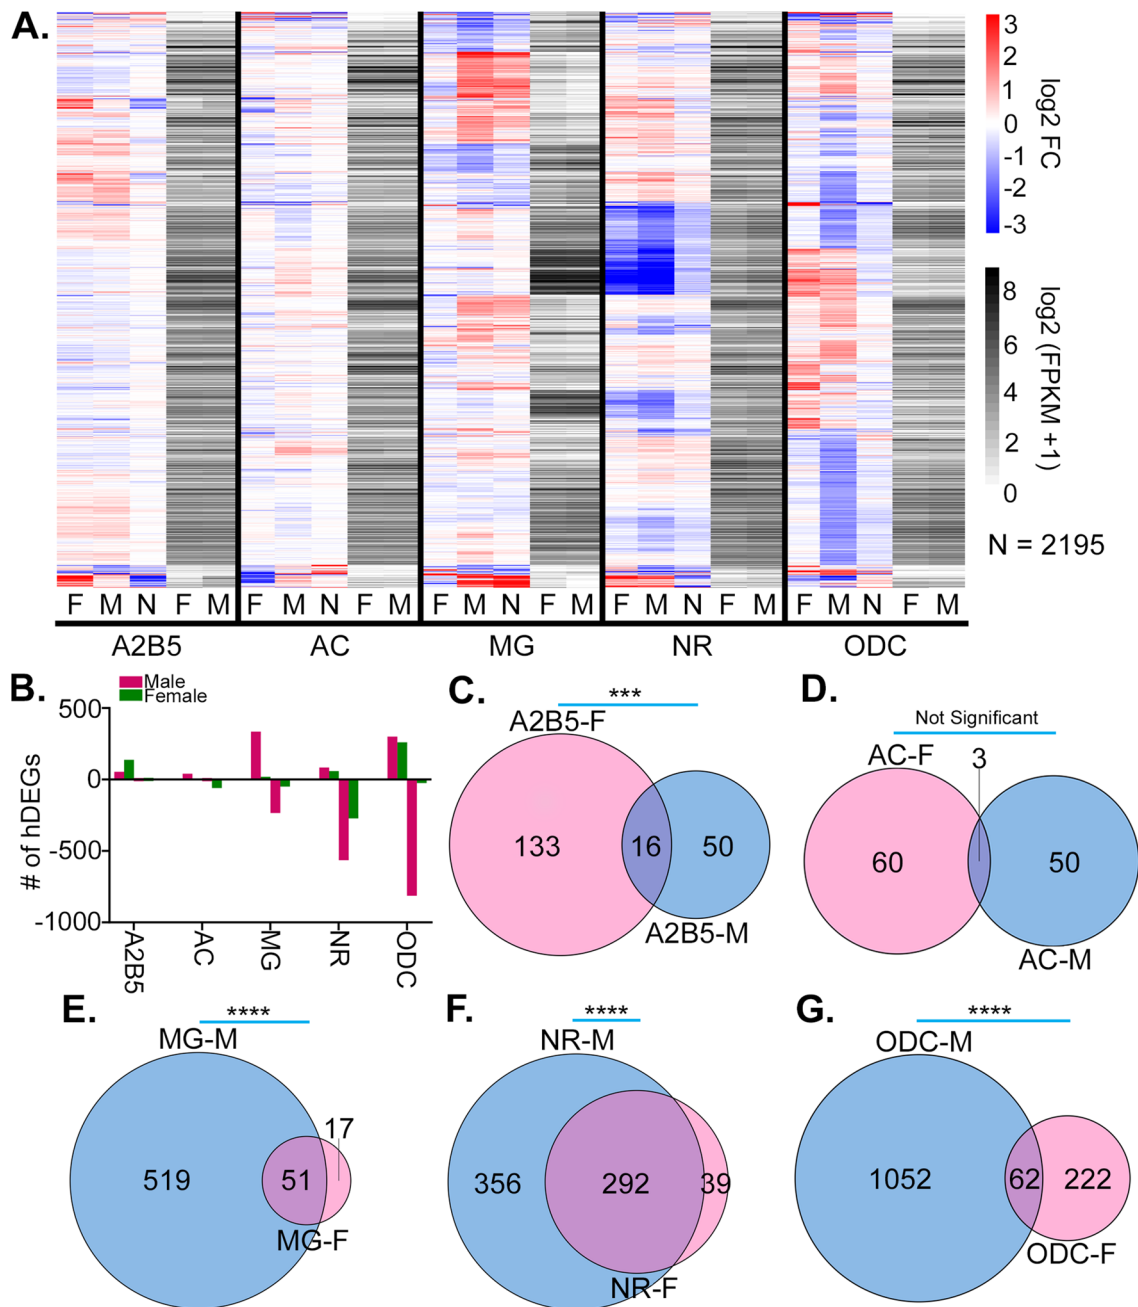 A.
3
2
1
0
-1
-2
-3
log2 FC
8
6
4
2
0
log2 (FPKM +1)
N = 2195
F M N F M F M N F M F M N F M F M N F M F M N F M
A2B5 AC MG NR ODC
B.
Male
Female
500
0
-500
-1000
# of hDEGs
A2B5 AC MG NR ODC
C.
***
A2B5-F
133 16 50
A2B5-M
D.
Not Significant
AC-F
3
60 50
AC-M
E.
****
MG-M
17
519 51
MG-F
F.
****
NR-M
356 292 39
NR-F
G.
****
ODC-M
1052 62 222
ODC-F